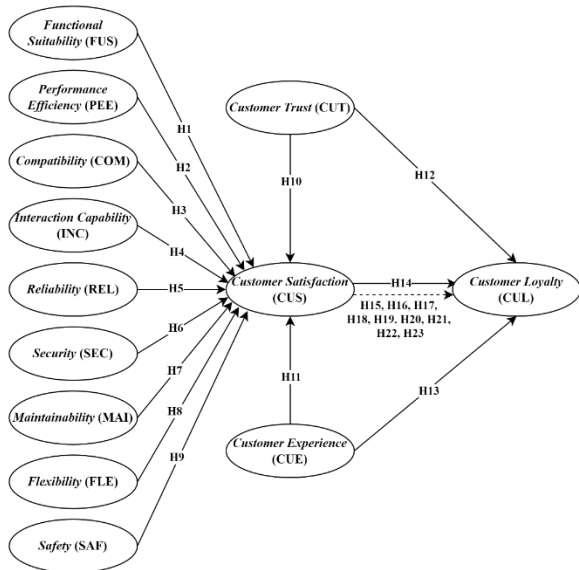 Functional
Suitability (FUS)
Performance
Efficiency (PEE)
Compatibility (COM)
Interaction Capability
(INC)
Reliability (REL)
Security (SEC)
Maintainability (MAI)
Flexibility (FLE)
Safety (SAF)
H1
H2
H3
H4
H5
H6
H7
H8
H9
Customer Trust (CUT)
H10
H12
Customer Satisfaction
(CUS)
H14
H15, H16, H17,
H18, H19. H20, H21,
H22, H23
Customer Loyalty
(CUL)
H11
H13
Customer Experience
(CUE)